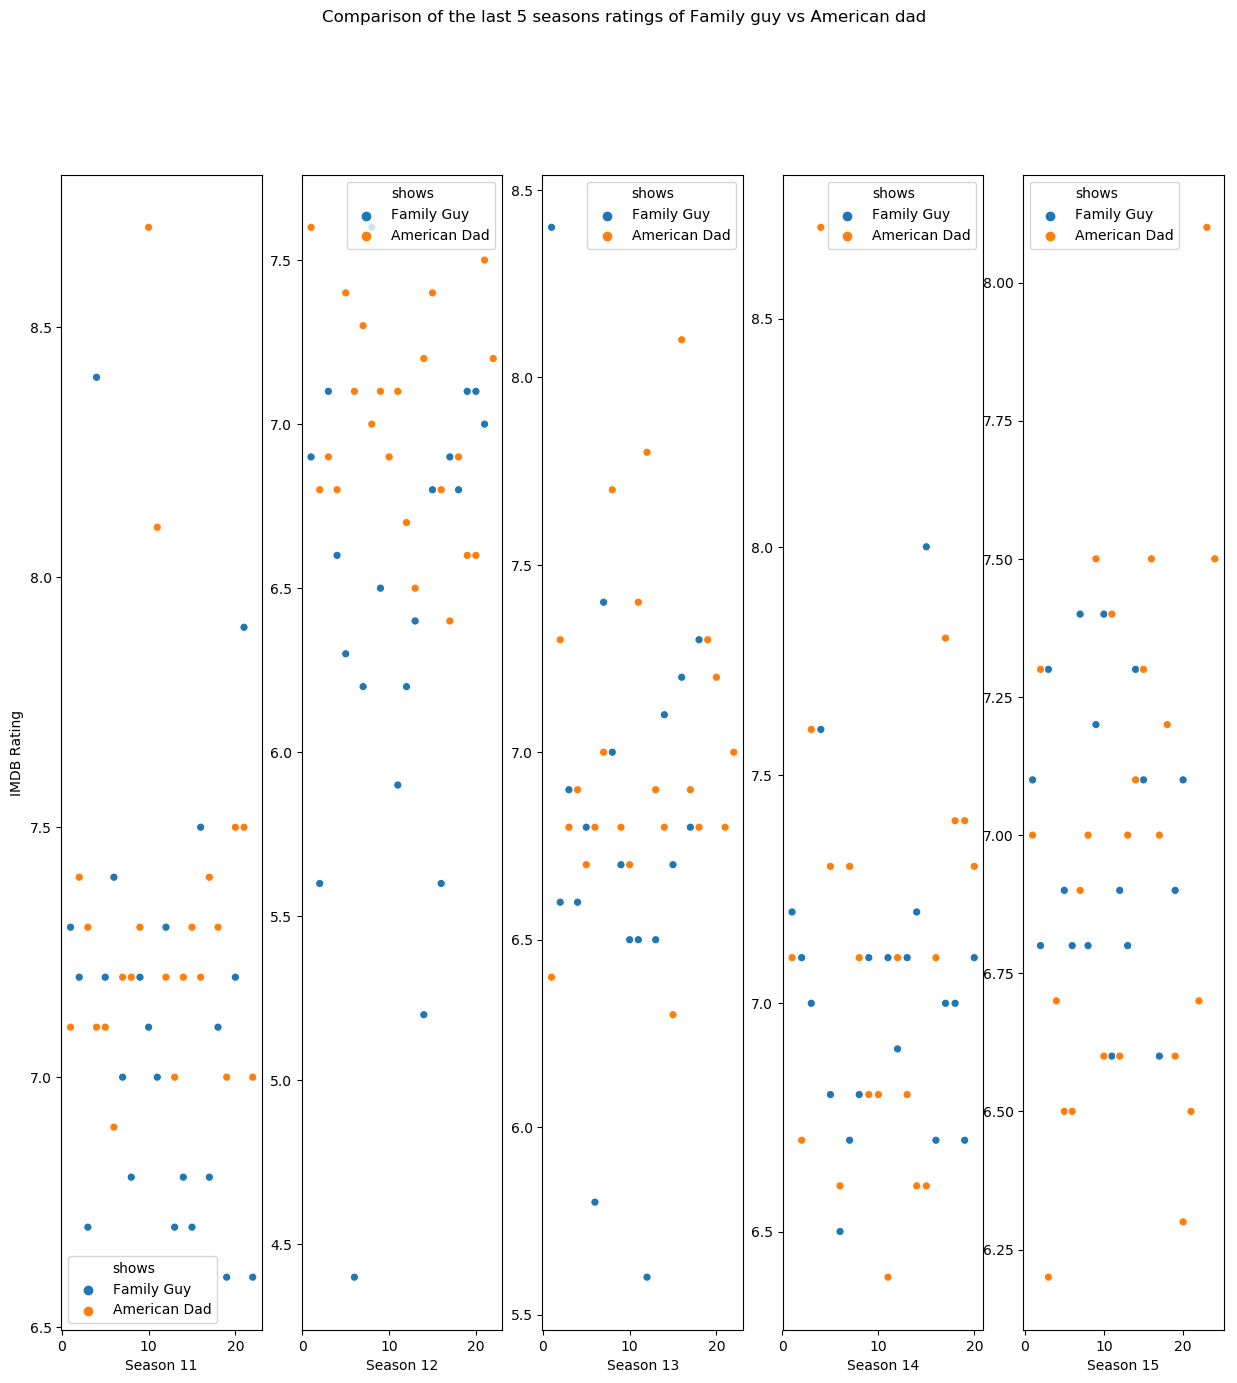 Comparison of the last 5 seasons ratings of Family guy vs American dad
IMDB Rating
8.5
8.0
7.5
7.0
6.5
shows
Family Guy
American Dad
0 10 20
Season 11
shows
Family Guy
American Dad
7.5
7.0
6.5
6.0
5.5
5.0
4.5
0 10 20
Season 12
shows
Family Guy
American Dad
8.5
8.0
7.5
7.0
6.5
6.0
5.5
0 10 20
Season 13
shows
Family Guy
American Dad
8.5
8.0
7.5
7.0
6.5
0 10 20
Season 14
shows
Family Guy
American Dad
8.00
7.75
7.50
7.25
7.00
6.75
6.50
6.25
0 10 20
Season 15